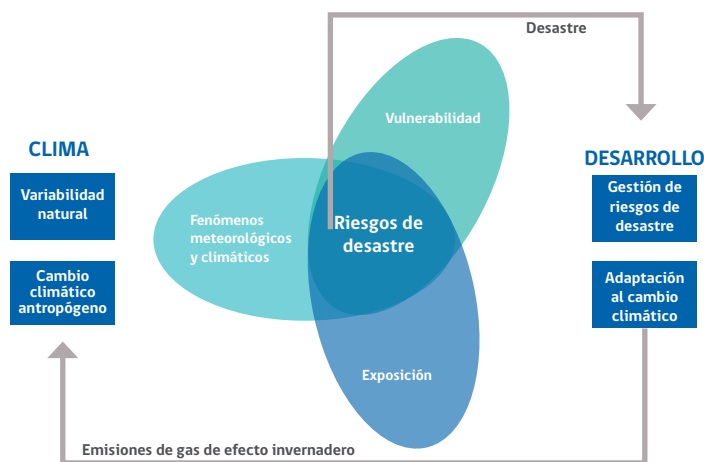 Desastre
Vulnerabilidad
CLIMA
Variabilidad
natural
Cambio
climático
antropógeno
Fenómenos
meteorológicos
y climáticos
Riesgos de
desastre
Exposición
DESARROLLO
Gestión de
riesgos de
desastre
Adaptación
al cambio
climático
Emisiones de gas de efecto invernadero